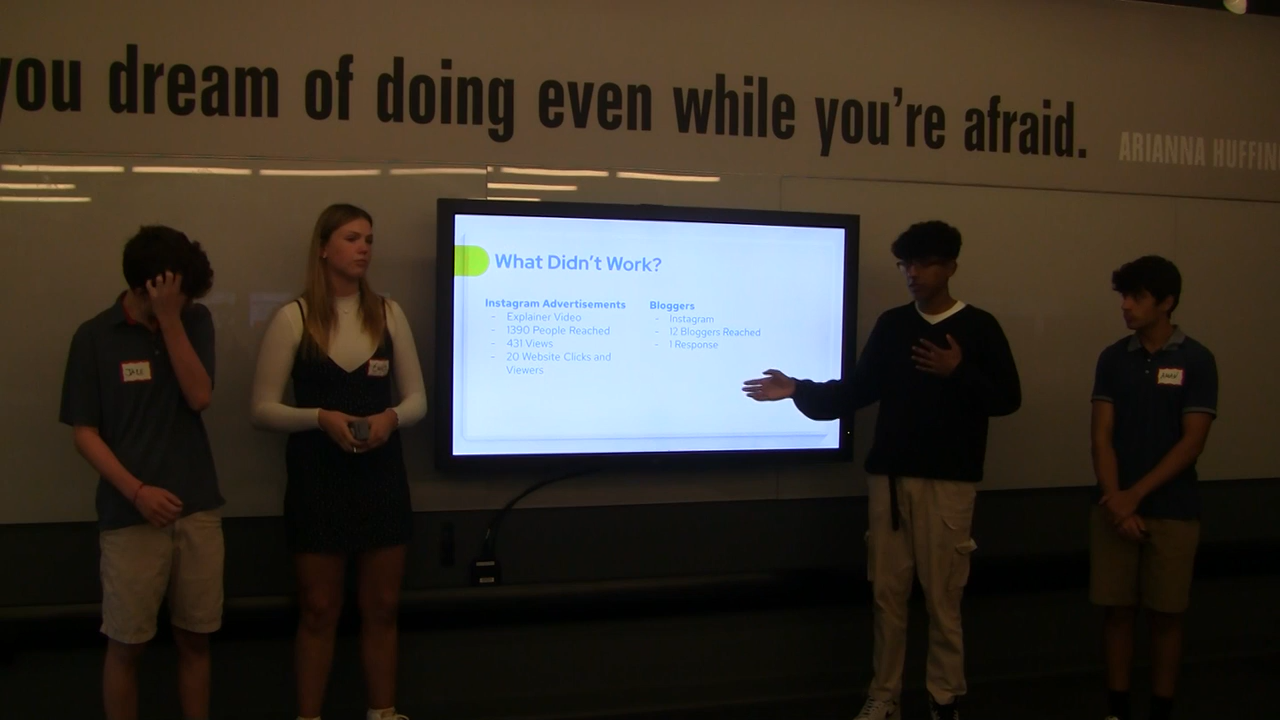 you dream of doing even while you're afraid.
ARIANNA HUFFIN
What Didn't Work?
Instagram Advertisements
- Explainer Video
- 1390 People Reached
- 431 Views
- 20 Website Clicks and
Viewers
Bloggers
- Instagram
- 12 Bloggers Reached
- 1 Response
JAKE